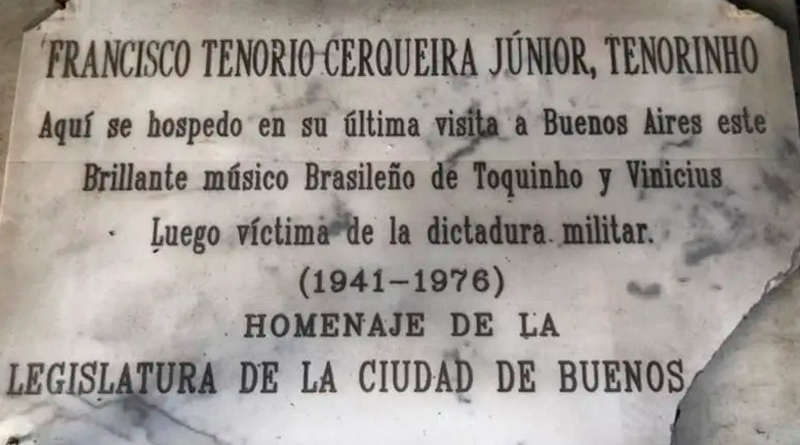 FRANCISCO TENORIO CERQUEIRA JÚNIOR, TENORINHO
Aquí se hospedo en su última visita a Buenos Aires este
Brillante músico Brasileño de Toquinho y Vinicius
Luego víctima de la dictadura militar.
(1941-1976)
HOMENAJE DE LA
LEGISLATURA DE LA CIUDAD DE BUENOS